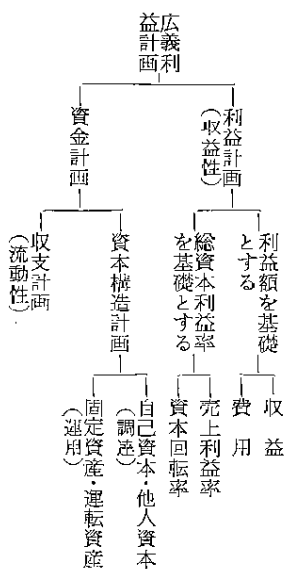 広義利
益計画
利益計画
(収益性)
資金計画
利益額を基礎
とする
総資本利益率
を基礎とする
資本構造計画
収支計画
(流動性)
収益
費用
売上利益率
資本回転率
自己資本・他人資本
(調達)
固定資産・運転資産
(運用)